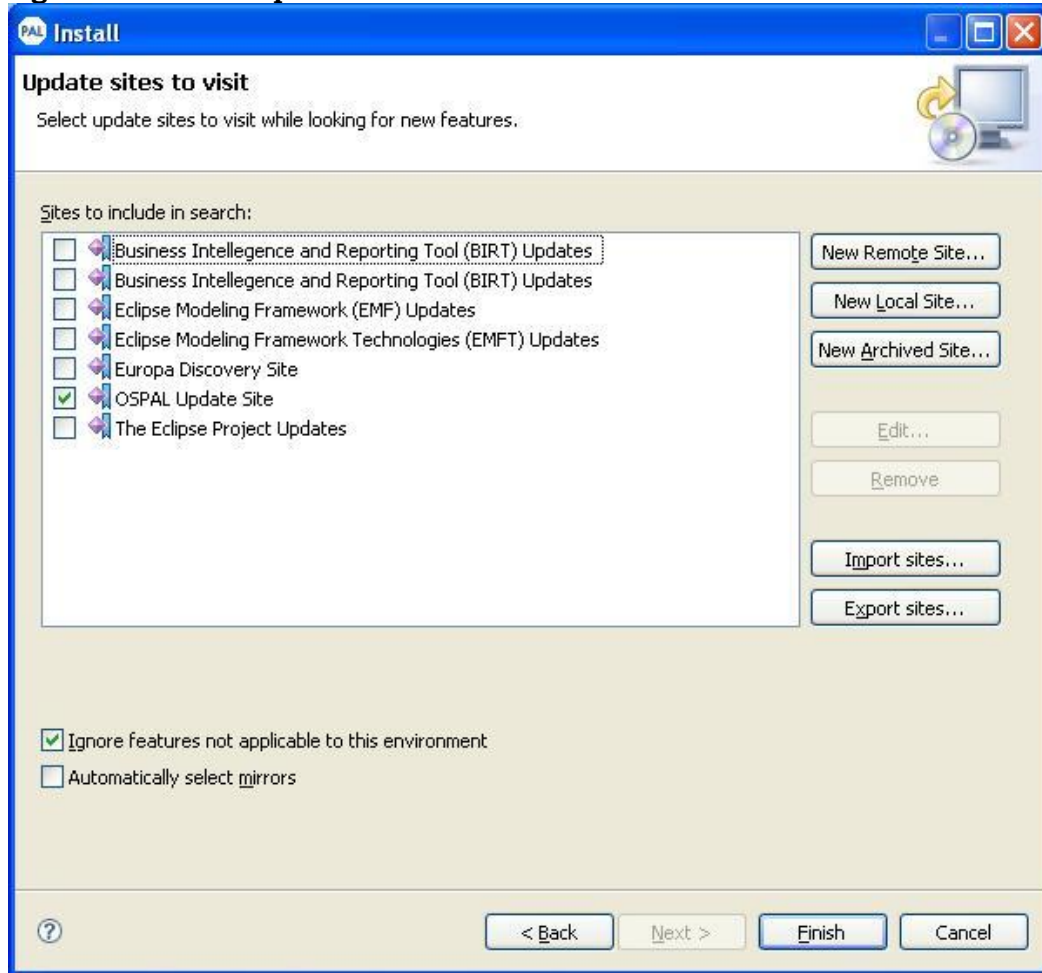 PAL Install
Update sites to visit
Select update sites to visit while looking for new features.
Sites to include in search:
Business Intellegence and Reporting Tool (BIRT) Updates
Business Intellegence and Reporting Tool (BIRT) Updates
Eclipse Modeling Framework (EMF) Updates
Eclipse Modeling Framework Technologies (EMFT) Updates
Europa Discovery Site
OSPAL Update Site
The Eclipse Project Updates
New Remote Site...
New Local Site...
New Archived Site...
Edit...
Remove
Import sites...
Export sites...
Ignore features not applicable to this environment
Automatically select mirrors
? < Back Next > Finish Cancel